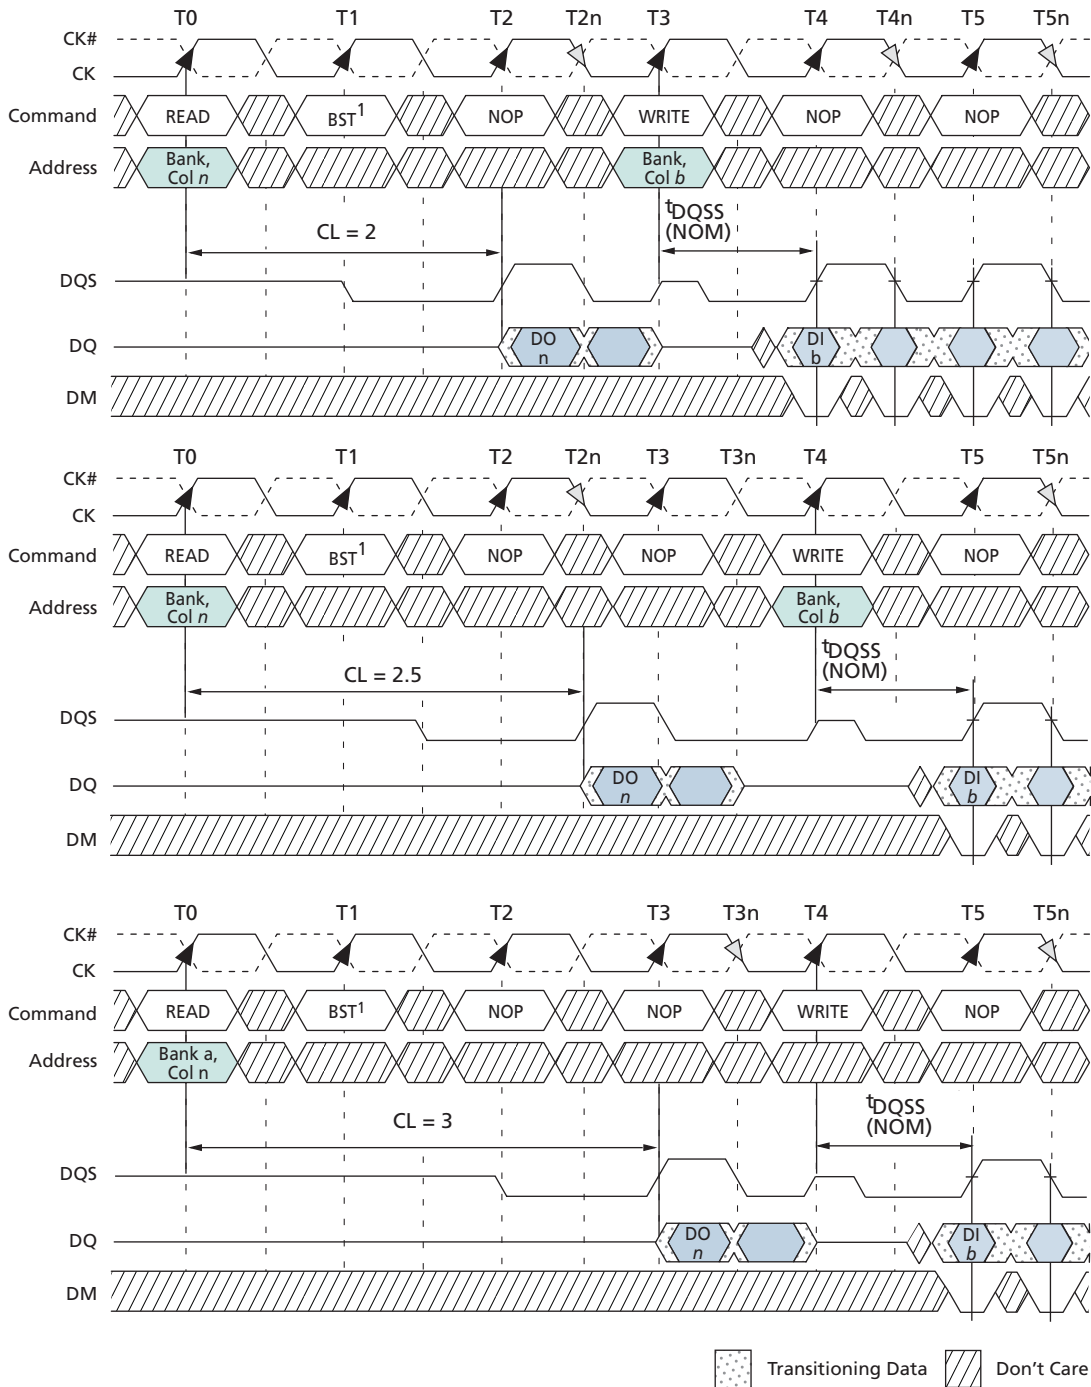 T0 T1 T2 T2n T3 T4 T4n T5 T5n
CK#
CK
Command READ BST1 NOP WRITE NOP NOP
Address Bank, Col n Bank, Col b
CL = 2 tDQSS (NOM)
DQS
DQ DO n DI b
DM
T0 T1 T2 T2n T3 T3n T4 T5 T5n
CK#
CK
Command READ BST1 NOP NOP WRITE NOP
Address Bank, Col n Bank, Col b
CL = 2.5 tDQSS (NOM)
DQS
DQ DO n DI b
DM
T0 T1 T2 T3 T3n T4 T5 T5n
CK#
CK
Command READ BST1 NOP NOP WRITE NOP
Address Bank a, Col n
CL = 3 tDQSS (NOM)
DQS
DQ DO n DI b
DM
Transitioning Data Don't Care